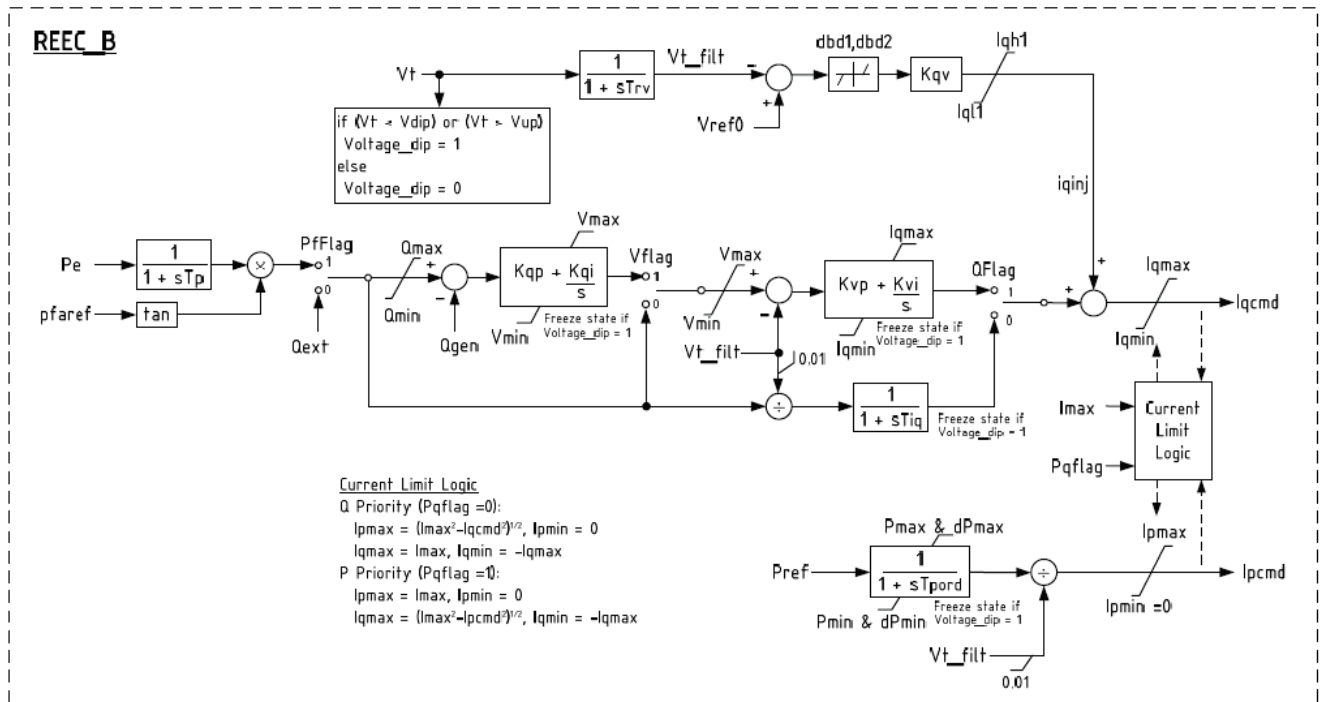 REEC_B
Vt
1
1 + sTrv
Vt_filt
-
+
Vref0
dbd1,dbd2
Kqv
Iqh1
Iql1
iqinj
if (Vt < Vdip) or (Vt > Vup)
Voltage_dip = 1
else
Voltage_dip = 0
Pe
1
1 + sTp
×
pfaref
tan
PfFlag
1
0
Qext
Qmax
Qmin
+
-
Qgen
Vmax
Kqp + Kqi
s
Vmin
Freeze state if
Voltage_dip = 1
Vflag
1
0
Vmax
Vmin
+
-
Vt_filt
0.01
÷
Iqmax
Kvp + Kvi
s
Iqmin
Freeze state if
Voltage_dip = 1
1
1 + sTiq
Freeze state if
Voltage_dip = 1
QFlag
1
0
+
+
Iqmax
Iqmin
Iqcmd
Imax
Pqflag
Current
Limit
Logic
Current Limit Logic
Q Priority (Pqflag =0):
Ipmax = (Imax²-Iqcmd²)¹/², Ipmin = 0
Iqmax = Imax, Iqmin = -Iqmax
P Priority (Pqflag =1):
Ipmax = Imax, Ipmin = 0
Iqmax = (Imax²-Ipcmd²)¹/², Iqmin = -Iqmax
Pref
Pmax & dPmax
1
1 + sTpord
Pmin & dPmin
Freeze state if
Voltage_dip = 1
÷
Vt_filt
0.01
Ipmax
Ipmin =0
Ipcmd